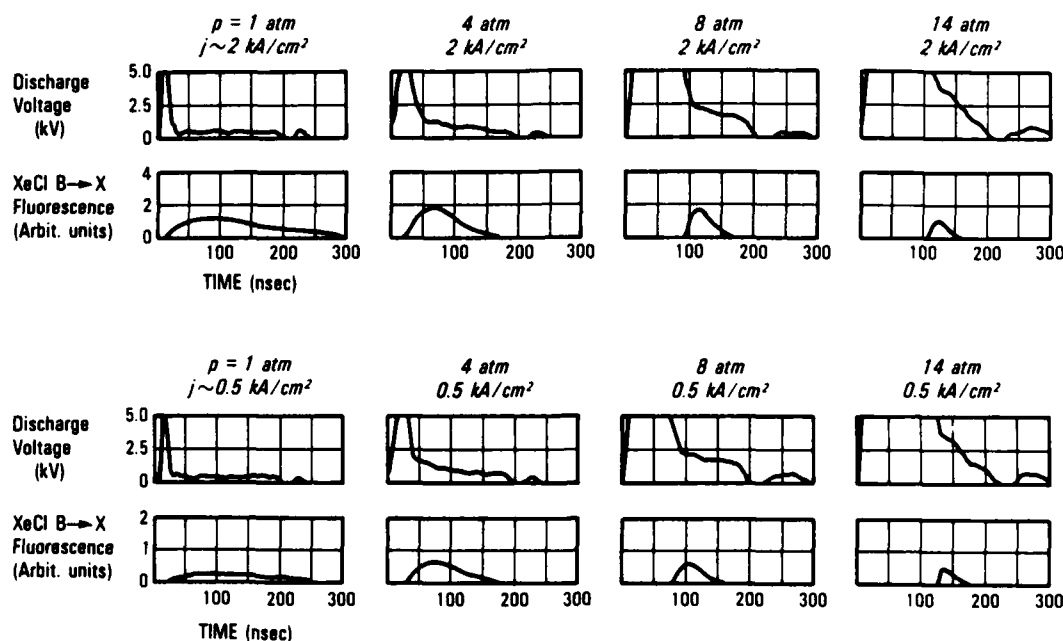 p = 1 atm 4 atm 8 atm 14 atm
j∼2 kA/cm² 2 kA/cm² 2 kA/cm² 2 kA/cm²
Discharge
Voltage
(kV)
5.0
2.5
0
XeCl B→X
Fluorescence
(Arbit. units)
4
2
0
100 200 300 100 200 300 100 200 300 100 200 300
TIME (nsec)
p = 1 atm 4 atm 8 atm 14 atm
j∼0.5 kA/cm² 0.5 kA/cm² 0.5 kA/cm² 0.5 kA/cm²
Discharge
Voltage
(kV)
5.0
2.5
0
XeCl B→X
Fluorescence
(Arbit. units)
2
1
0
100 200 300 100 200 300 100 200 300 100 200 300
TIME (nsec)